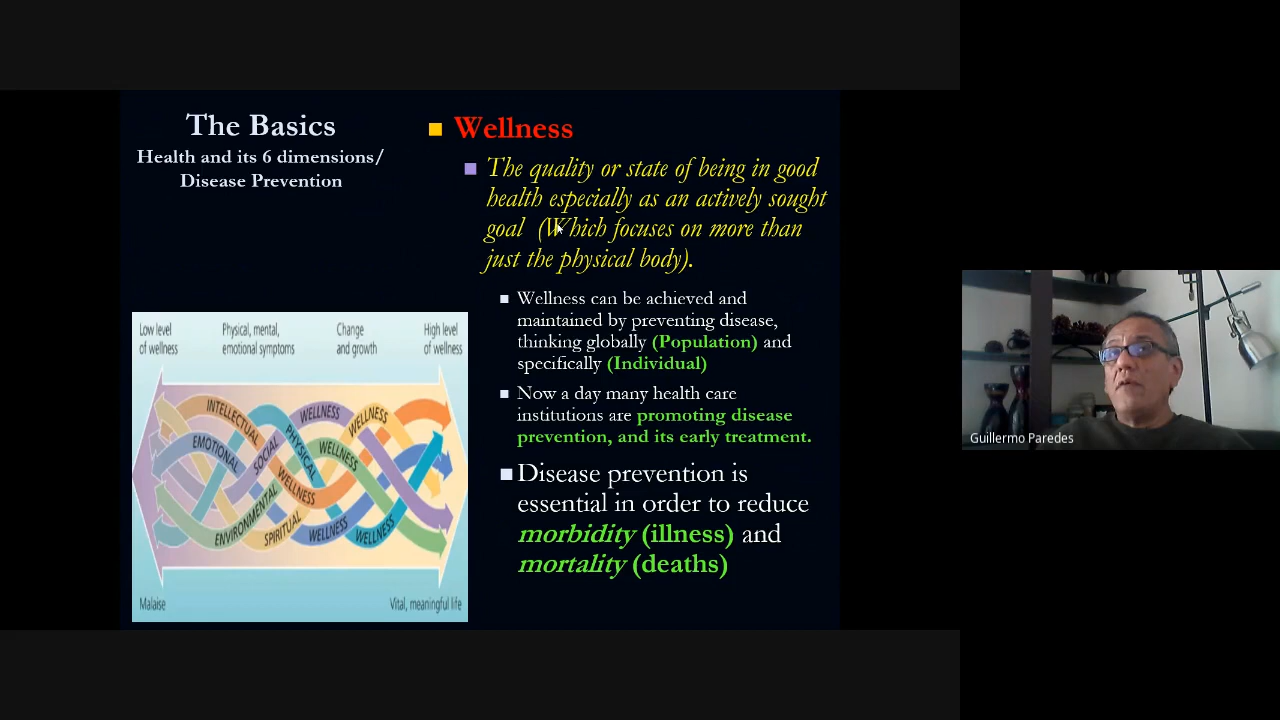 The Basics
Health and its 6 dimensions/
Disease Prevention
Wellness
The quality or state of being in good
health especially as an actively sought
goal (Which focuses on more than
just the physical body).
Wellness can be achieved and
maintained by preventing disease,
thinking globally (Population) and
specifically (Individual)
Now a day many health care
institutions are promoting disease
prevention, and its early treatment.
Disease prevention is
essential in order to reduce
morbidity (illness) and
mortality (deaths)
Low level
of wellness
Physical, mental,
emotional symptoms
Change
and growth
High level
of wellness
INTELLECTUAL
WELLNESS
WELLNESS
EMOTIONAL
SOCIAL
PHYSICAL
WELLNESS
WELLNESS
ENVIRONMENTAL
SPIRITUAL
WELLNESS
WELLNESS
Malaise
Vital, meaningful life
Guillermo Paredes